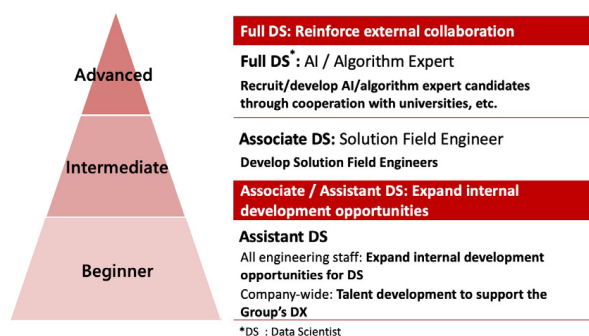 Advanced
Intermediate
Beginner
Full DS: Reinforce external collaboration
Full DS*: AI / Algorithm Expert
Recruit/develop AI/algorithm expert candidates
through cooperation with universities, etc.
Associate DS: Solution Field Engineer
Develop Solution Field Engineers
Associate / Assistant DS: Expand internal
development opportunities
Assistant DS
All engineering staff: Expand internal development
opportunities for DS
Company-wide: Talent development to support the
Group's DX
*DS : Data Scientist